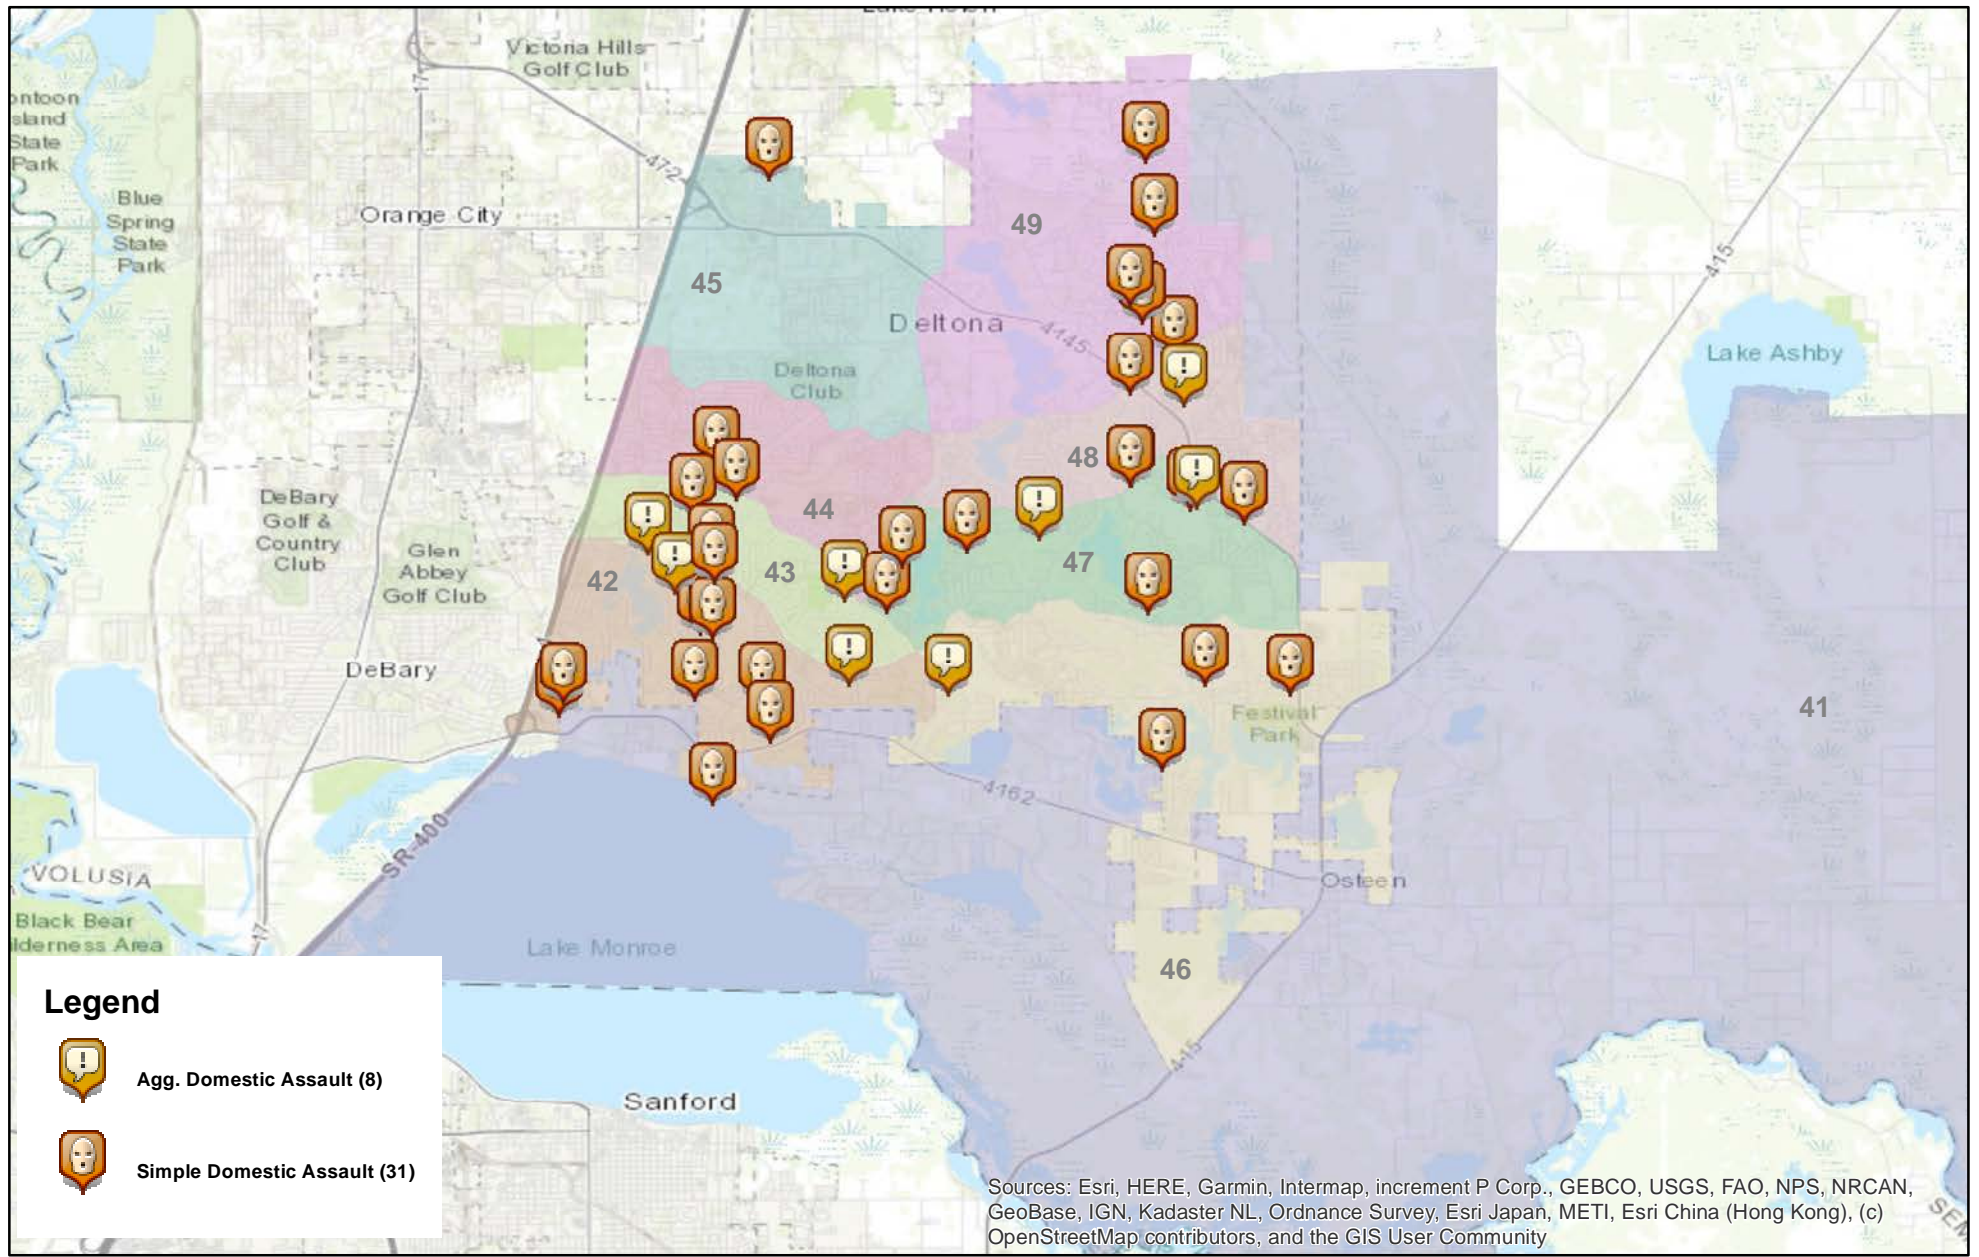 Victoria Hills
Golf Club
17
ontoon
sland
State
Park
472
Blue
Spring
State
Park
Orange City
49
415
45
Deltona
4145
Lake Ashby
Deltona
Club
48
DeBary
Golf &
Country
Club
44
Glen
Abbey
Golf Club
42
43
47
DeBary
41
Festival
Park
4162
SR-400
VOLUSIA
Osteen
Black Bear
ilderness Area
17
Lake Monroe
46
415
Legend
Agg. Domestic Assault (8)
Simple Domestic Assault (31)
Sanford
Sources: Esri, HERE, Garmin, Intermap, increment P Corp., GEBCO, USGS, FAO, NPS, NRCAN,
GeoBase, IGN, Kadaster NL, Ordnance Survey, Esri Japan, METI, Esri China (Hong Kong), (c)
OpenStreetMap contributors, and the GIS User Community
SEM